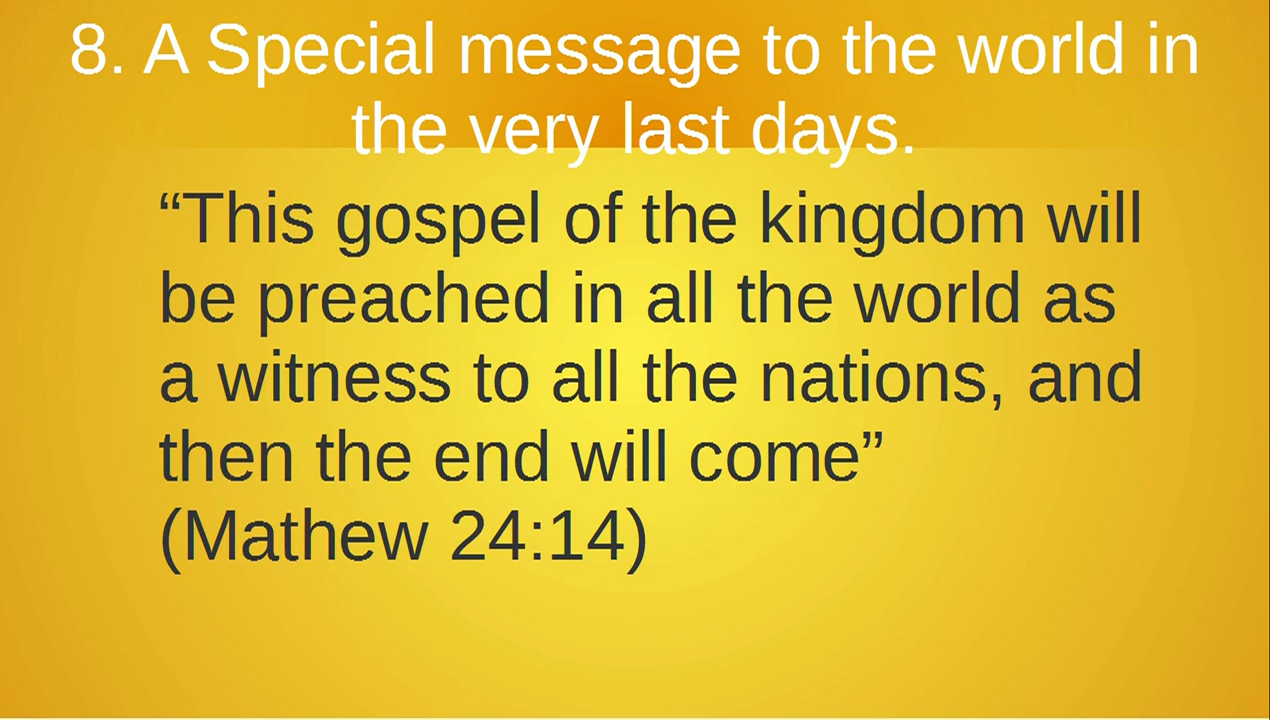 8. A Special message to the world in
the very last days.
“This gospel of the kingdom will
be preached in all the world as
a witness to all the nations, and
then the end will come”
(Mathew 24:14)